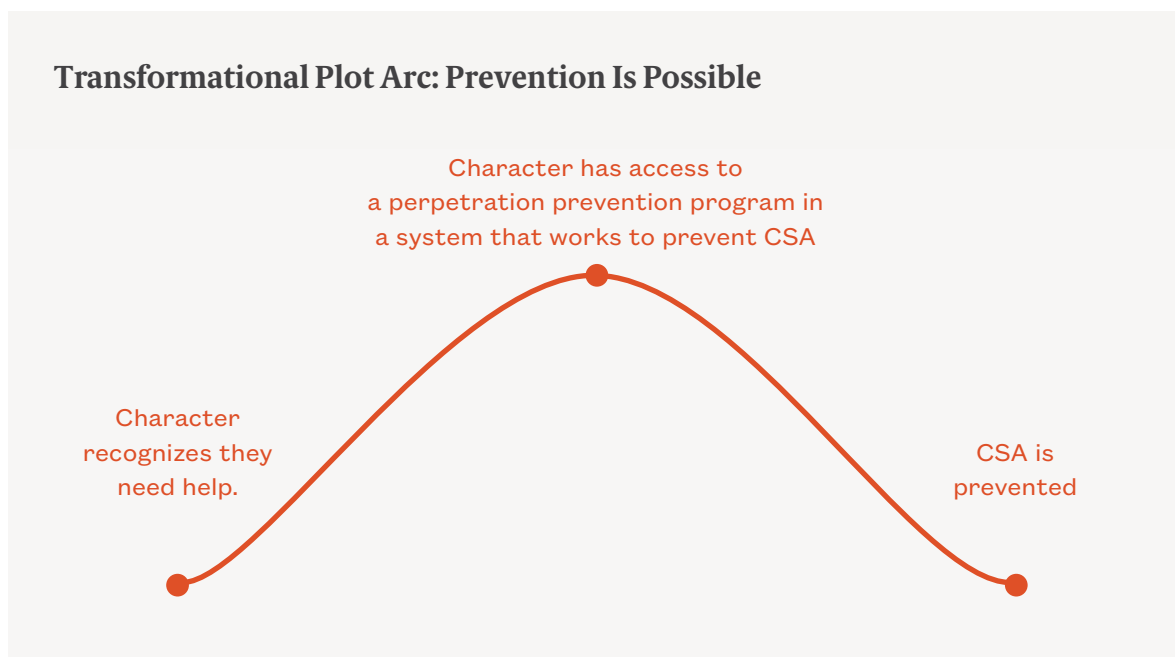 Transformational Plot Arc: Prevention Is Possible
Character has access to
a perpetration prevention program in
a system that works to prevent CSA
Character
recognizes they
need help.
CSA is
prevented